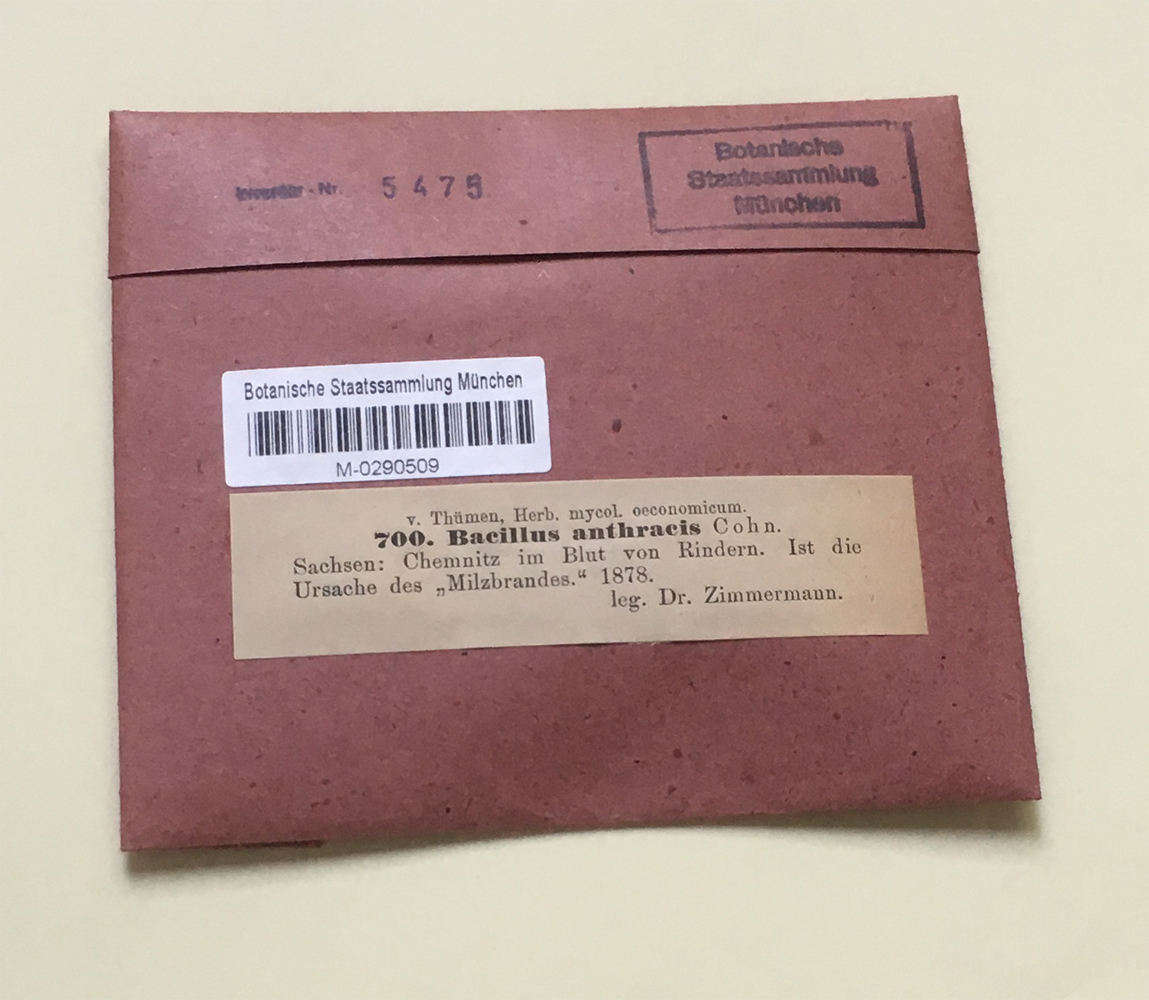 Botanische
Staatssammlung
München
Inventar-Nr. 5475
Botanische Staatssammlung München
M-0290509
v. Thümen, Herb. mycol. oeconomicum.
700. Bacillus anthracis Cohn.
Sachsen: Chemnitz im Blut von Rindern. Ist die
Ursache des „Milzbrandes.“ 1878.
leg. Dr. Zimmermann.